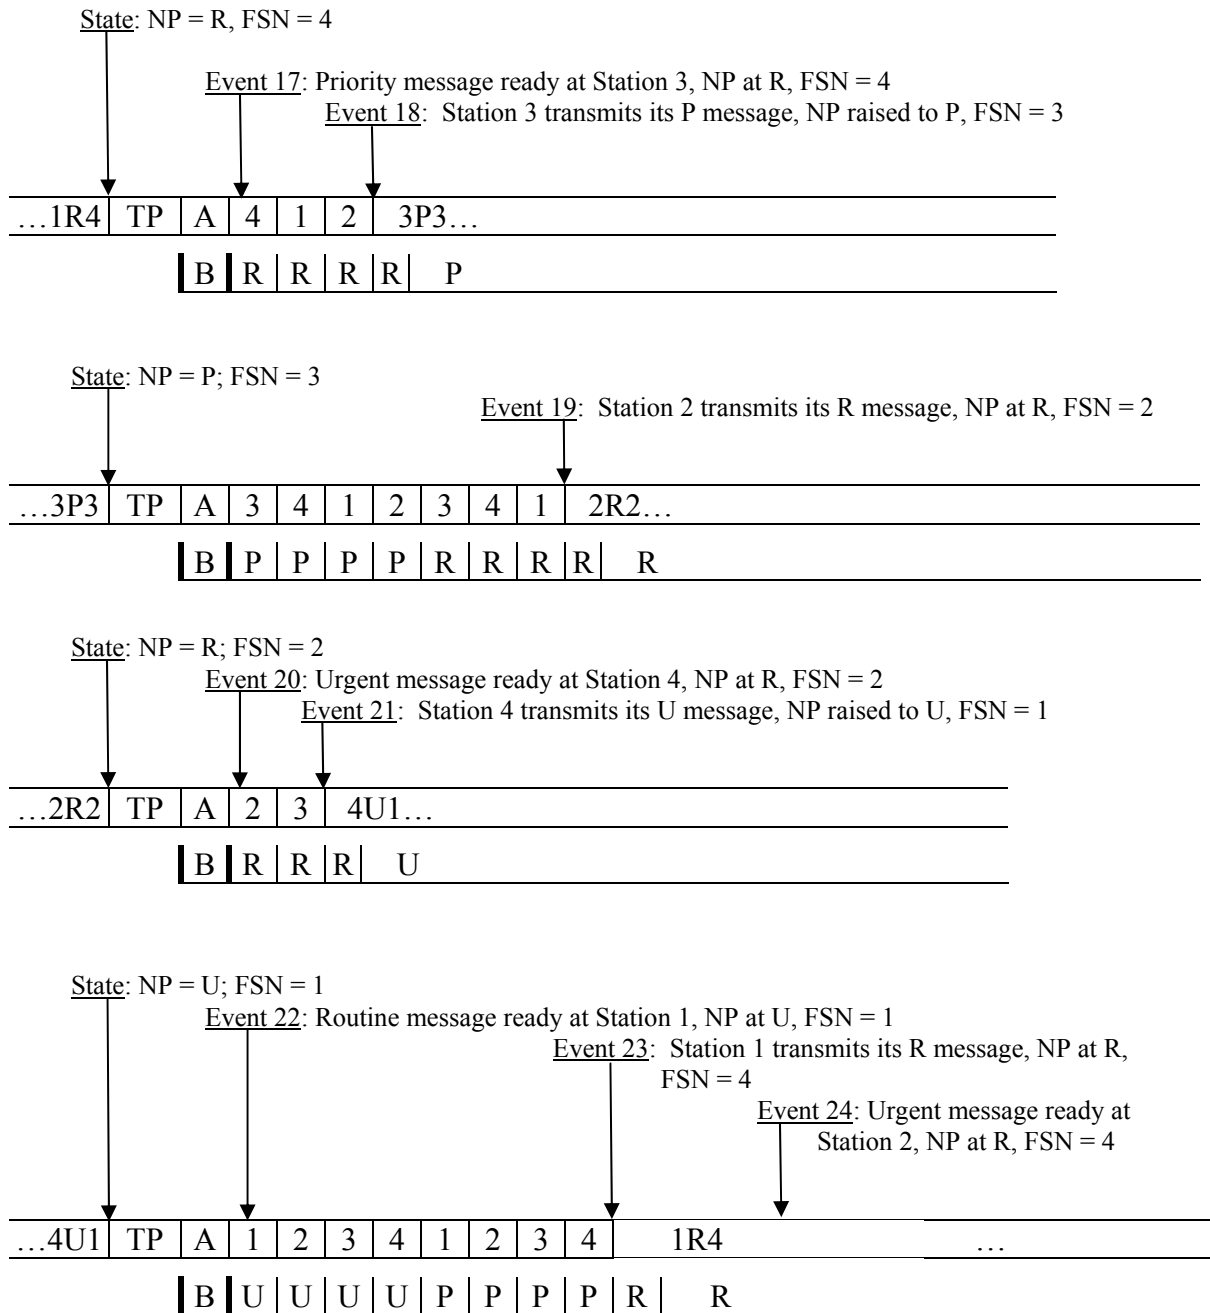 State: NP = R, FSN = 4
Event 17: Priority message ready at Station 3, NP at R, FSN = 4
Event 18: Station 3 transmits its P message, NP raised to P, FSN = 3
…1R4 TP A 4 1 2 3P3…
B R R R R P
State: NP = P; FSN = 3
Event 19: Station 2 transmits its R message, NP at R, FSN = 2
…3P3 TP A 3 4 1 2 3 4 1 2R2…
B P P P P R R R R R
State: NP = R; FSN = 2
Event 20: Urgent message ready at Station 4, NP at R, FSN = 2
Event 21: Station 4 transmits its U message, NP raised to U, FSN = 1
…2R2 TP A 2 3 4U1…
B R R R U
State: NP = U; FSN = 1
Event 22: Routine message ready at Station 1, NP at U, FSN = 1
Event 23: Station 1 transmits its R message, NP at R,
FSN = 4
Event 24: Urgent message ready at
Station 2, NP at R, FSN = 4
…4U1 TP A 1 2 3 4 1 2 3 4 1R4 …
B U U U U P P P P R R